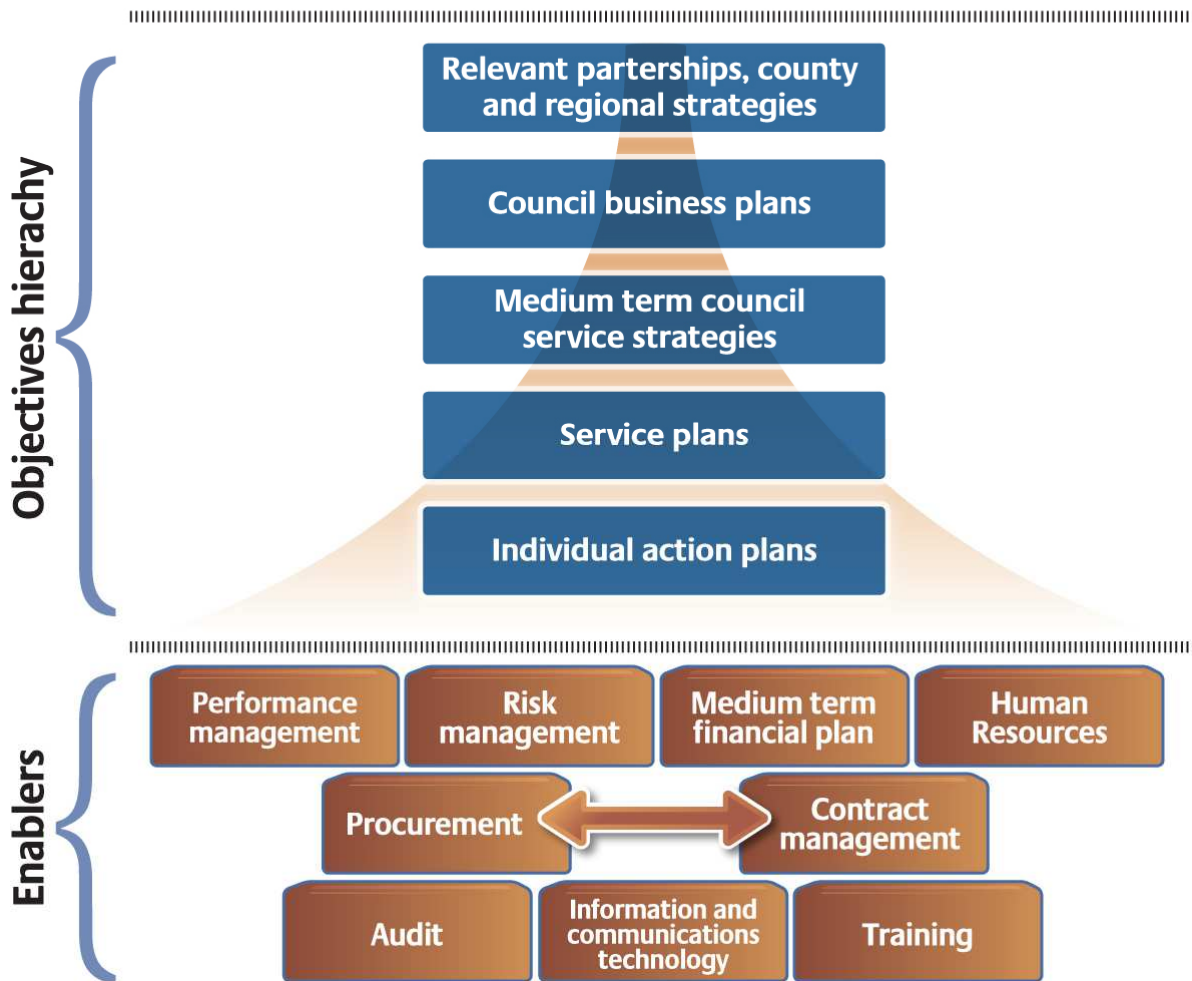 Objectives hierachy
Relevant parterships, county
and regional strategies
Council business plans
Medium term council
service strategies
Service plans
Individual action plans
Enablers
Performance
management
Risk
management
Medium term
financial plan
Human
Resources
Procurement
Contract
management
Audit
Information and
communications
technology
Training